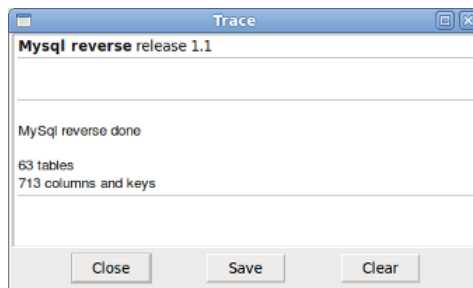 Trace
Mysql reverse release 1.1
MySql reverse done
63 tables
713 columns and keys
Close Save Clear